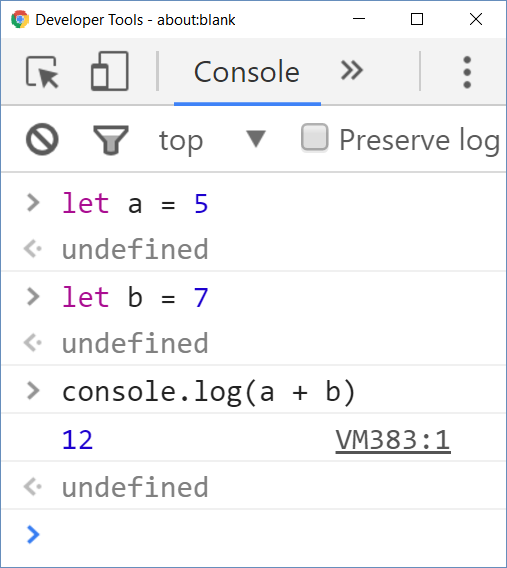 Developer Tools - about:blank
Console
top Preserve log
let a = 5
undefined
let b = 7
undefined
console.log(a + b)
12 VM383:1
undefined